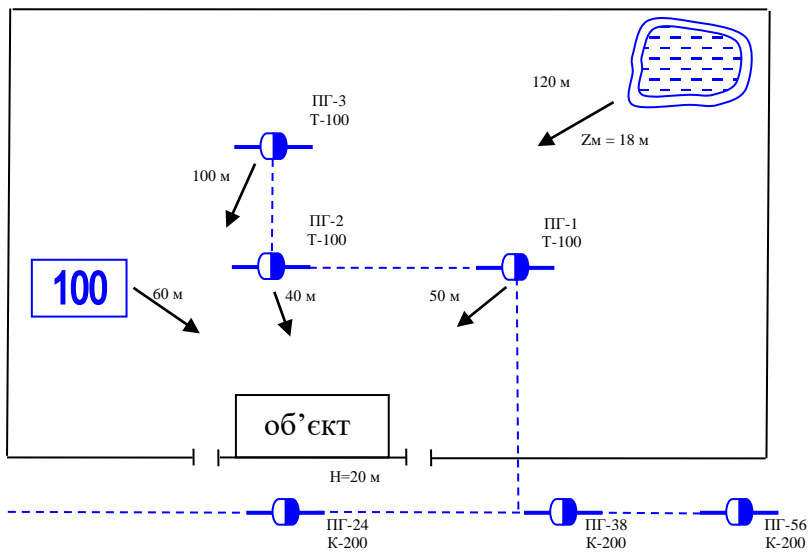 120 м
ПГ-3
Т-100
Zм = 18 м
100 м
ПГ-2
Т-100
ПГ-1
Т-100
100
60 м
40 м
50 м
об’єкт
Н=20 м
ПГ-24
К-200
ПГ-38
К-200
ПГ-56
К-200